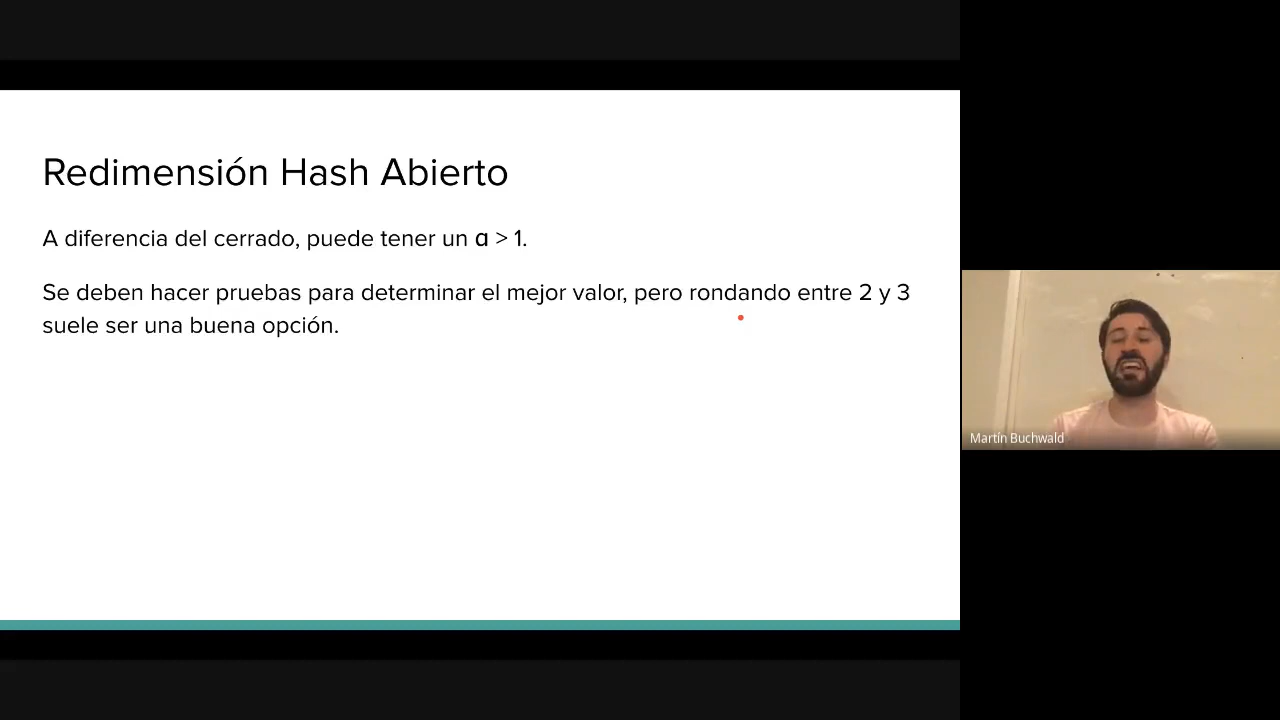 Redimensión Hash Abierto
A diferencia del cerrado, puede tener un α > 1.
Se deben hacer pruebas para determinar el mejor valor, pero rondando entre 2 y 3
suele ser una buena opción.
Martín Buchwald